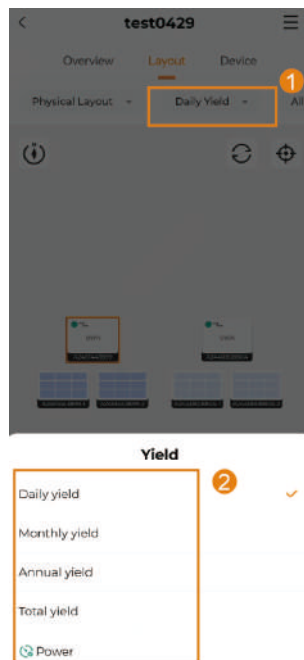 test0429
Overview Layout Device
1
Physical Layout Daily Yield All
Yield
Daily yield 2
Monthly yield
Annual yield
Total yield
Power